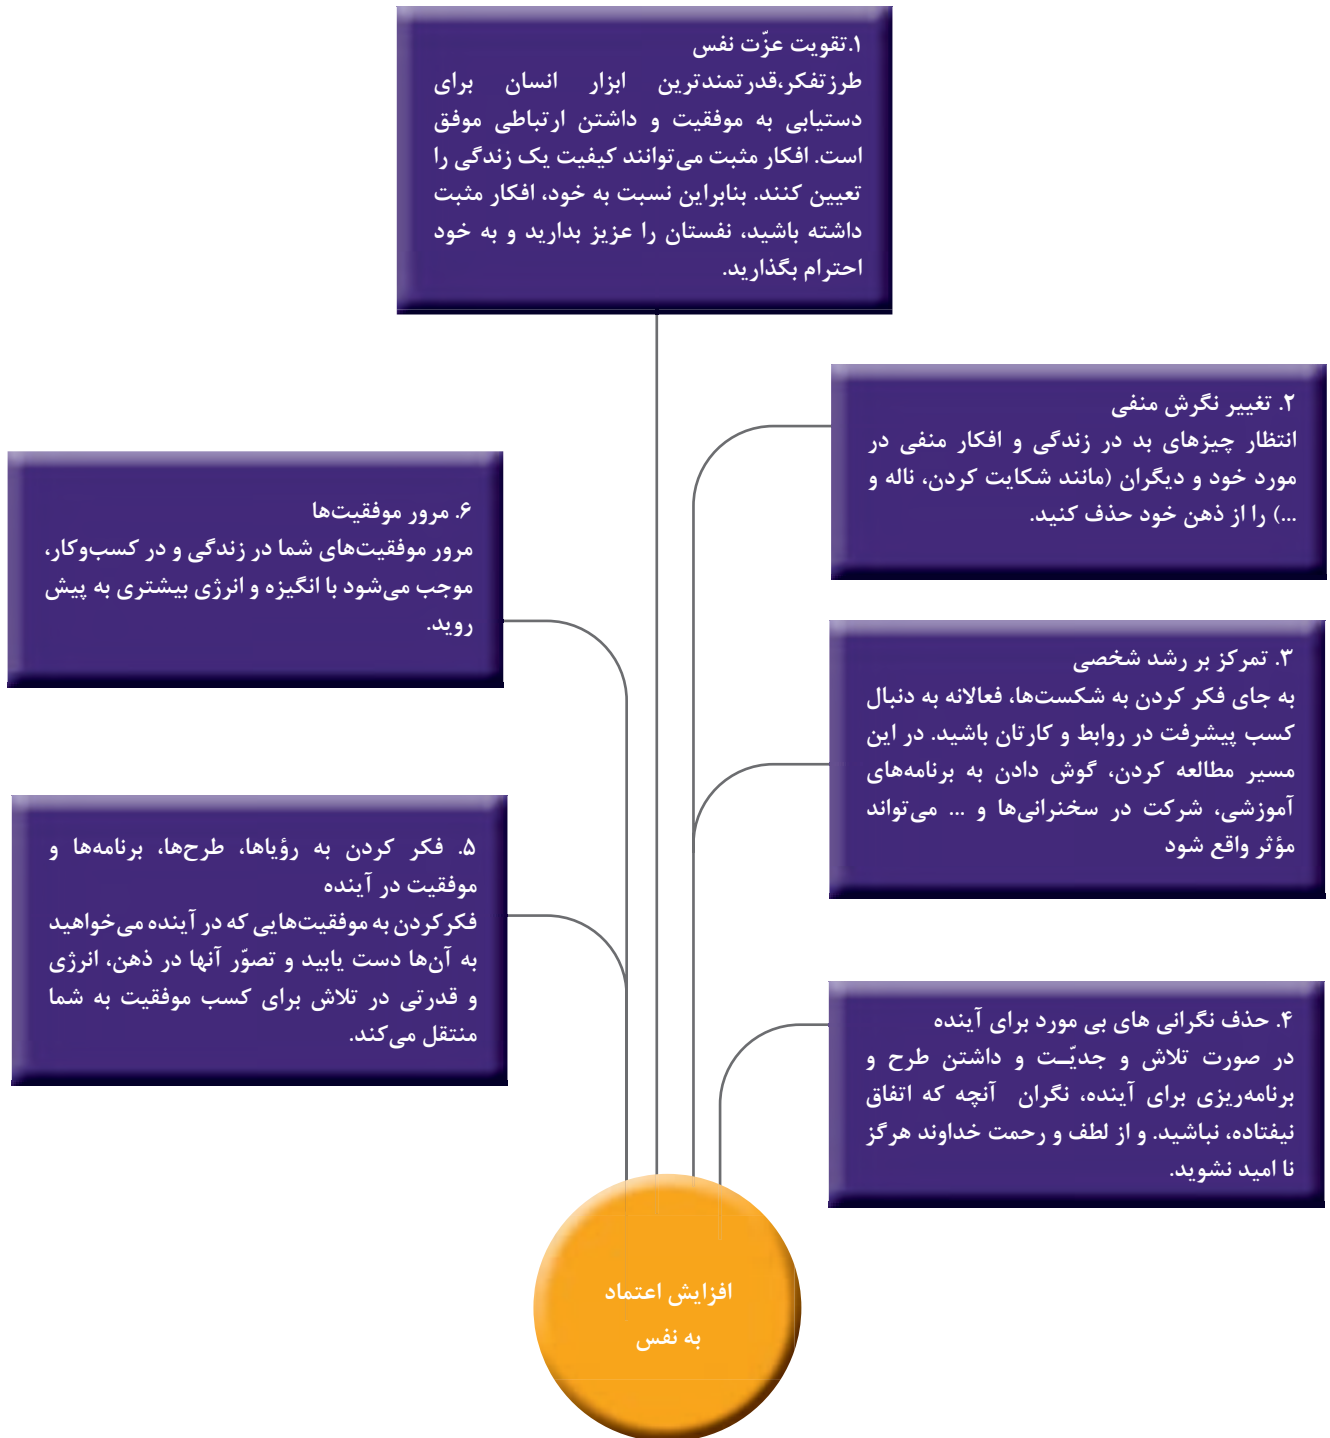 ۱.تقویت عزّت نفس
طرزتفکر،قدرتمندترین ابزار انسان برای
دستیابی به موفقیت و داشتن ارتباطی موفق
است. افکار مثبت می‌توانند کیفیت یک زندگی را
تعیین کنند. بنابراین نسبت به خود، افکار مثبت
داشته باشید، نفستان را عزیز بدارید و به خود
احترام بگذارید.
۲. تغییر نگرش منفی
انتظار چیزهای بد در زندگی و افکار منفی در
مورد خود و دیگران (مانند شکایت کردن، ناله و
...) را از ذهن خود حذف کنید.
۳. تمرکز بر رشد شخصی
به جای فکر کردن به شکست‌ها، فعالانه به دنبال
کسب پیشرفت در روابط و کارتان باشید. در این
مسیر مطالعه کردن، گوش دادن به برنامه‌های
آموزشی، شرکت در سخنرانی‌ها و ... می‌تواند
مؤثر واقع شود
۴. حذف نگرانی های بی مورد برای آینده
در صورت تلاش و جدیّـت و داشتن طرح و
برنامه‌ریزی برای آینده، نگران آنچه که اتفاق
نیفتاده، نباشید. و از لطف و رحمت خداوند هرگز
نا امید نشوید.
۵. فکر کردن به رؤیاها، طرح‌ها، برنامه‌ها و
موفقیت در آینده
فکرکردن به موفقیت‌هایی که در آینده می‌خواهید
به آن‌ها دست یابید و تصوّر آنها در ذهن، انرژی
و قدرتی در تلاش برای کسب موفقیت به شما
منتقل می‌کند.
۶. مرور موفقیت‌ها
مرور موفقیت‌های شما در زندگی و در کسب‌وکار،
موجب می‌شود با انگیزه و انرژی بیشتری به پیش
روید.
افزایش اعتماد
به نفس